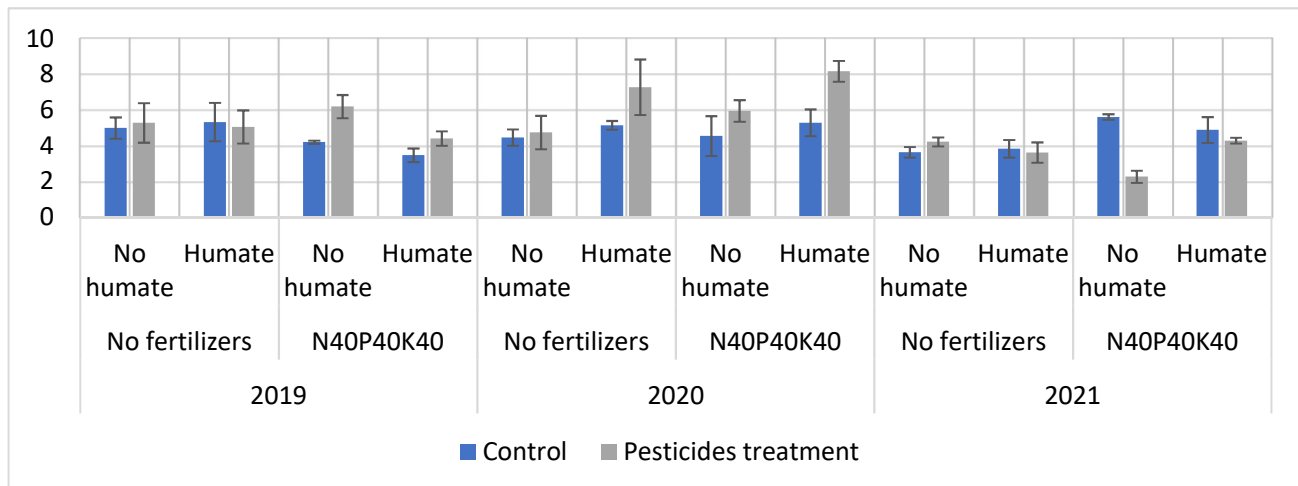 10
8
6
4
2
0
No Humate No Humate No Humate No Humate No Humate No Humate
humate humate humate humate humate humate
No fertilizers N40P40K40 No fertilizers N40P40K40 No fertilizers N40P40K40
2019 2020 2021
Control Pesticides treatment